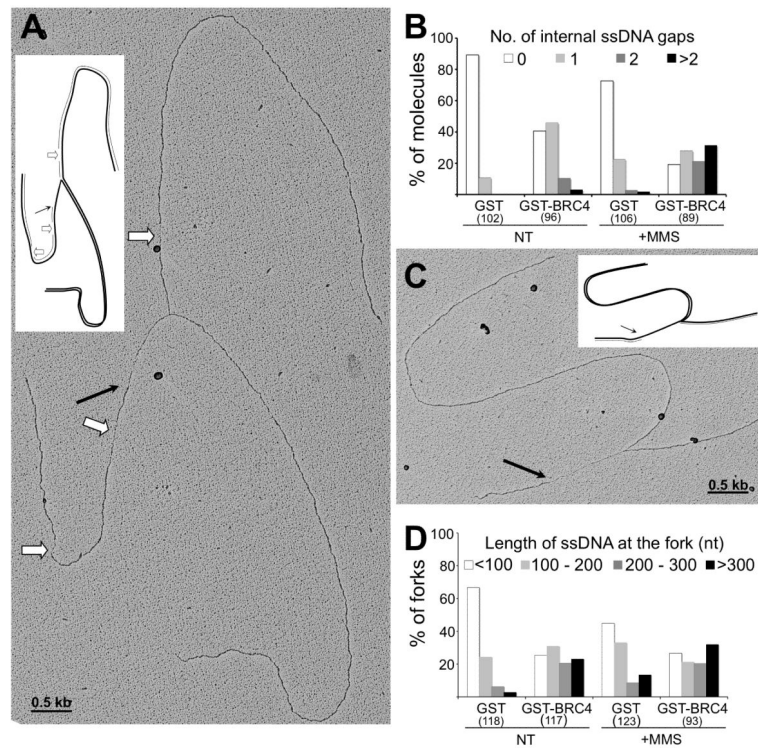 A
0.5 kb
B
No. of internal ssDNA gaps
0 1 2 >2
% of molecules
100
80
60
40
20
GST GST-BRC4 GST GST-BRC4
(102) (96) (106) (89)
NT +MMS
C
0.5 kb
D
Length of ssDNA at the fork (nt)
<100 100 - 200 200 - 300 >300
% of forks
100
80
60
40
20
GST GST-BRC4 GST GST-BRC4
(118) (117) (123) (93)
NT +MMS